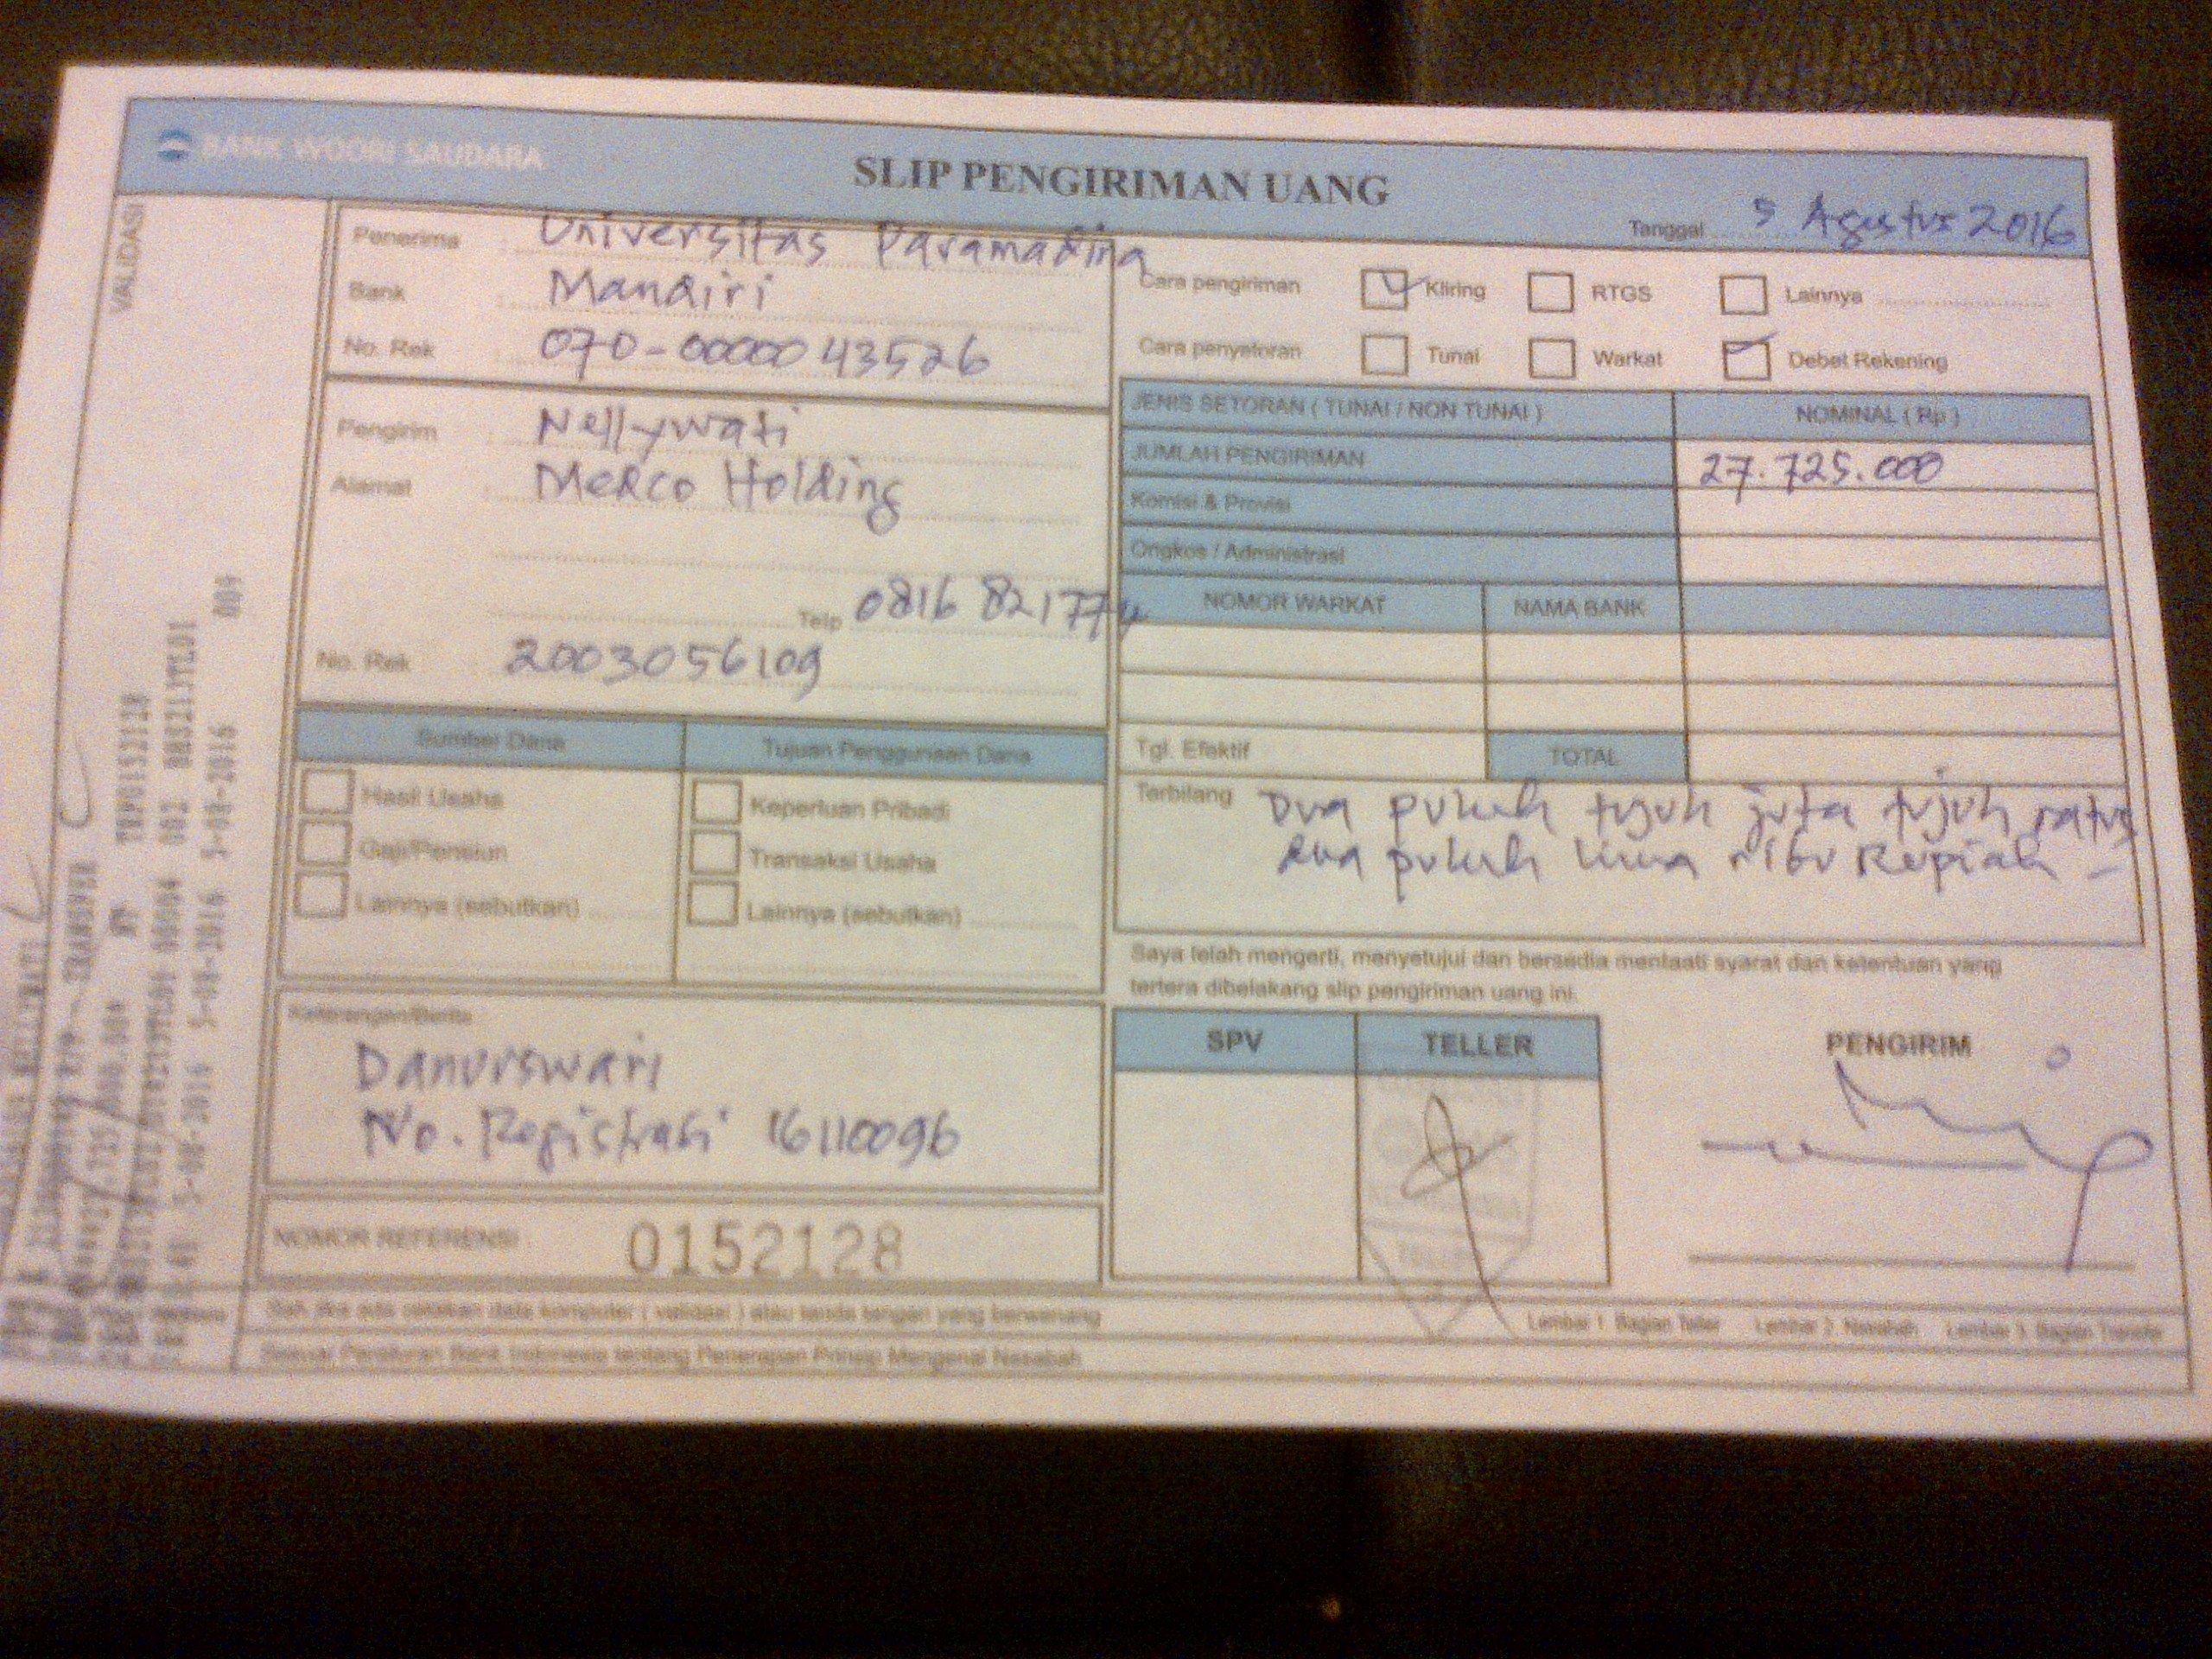 BANK WOORI SAUDARA
SLIP PENGIRIMAN UANG
Tanggal 5 Agustus 2016
VALIDASI
Penerima : Universitas Paramadina
Bank : Mandiri
No. Rek : 070-0000043526
Pengirim : Nellywati
Alamat : Medco Holding
Telp 0816 821774
No. Rek 2003056109
Cara pengiriman Kliring RTGS Lainnya
Cara penyetoran Tunai Warkat Debet Rekening
JENIS SETORAN ( TUNAI / NON TUNAI ) NOMINAL ( Rp )
JUMLAH PENGIRIMAN 27.725.000
Komisi & Provisi
Ongkos / Administrasi
NOMOR WARKAT NAMA BANK
Tgl. Efektif TOTAL
Terbilang Dua puluh tujuh juta tujuh ratus
dua puluh lima ribu Rupiah -
Sumber Dana Tujuan Penggunaan Dana
Hasil Usaha Keperluan Pribadi
Gaji/Pensiun Transaksi Usaha
Lainnya (sebutkan) Lainnya (sebutkan)
Saya telah mengerti, menyetujui dan bersedia mentaati syarat dan ketentuan yang
tertera dibelakang slip pengiriman uang ini.
Keterangan/Berita
Danurswari
No. Registrasi 16110096
SPV TELLER PENGIRIM
TELLER
NOMOR REFERENSI 0152128
Sah jika ada cetakan data komputer ( validasi ) atau tanda tangan yang berwenang
Lembar 1. Bagian Teller Lembar 2. Nasabah Lembar 3. Bagian Transfer
Sesuai Peraturan Bank Indonesia tentang Penerapan Prinsip Mengenal Nasabah